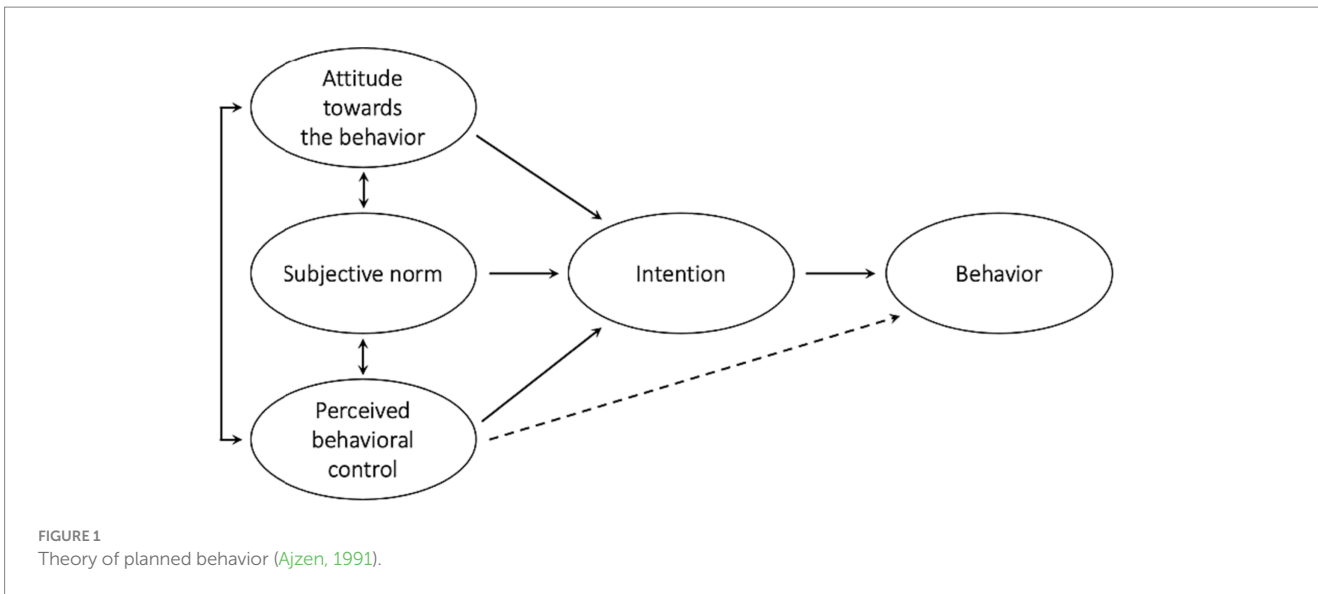 Attitude
towards
the behavior
Subjective norm
Intention
Behavior
Perceived
behavioral
control
FIGURE 1
Theory of planned behavior (Ajzen, 1991).